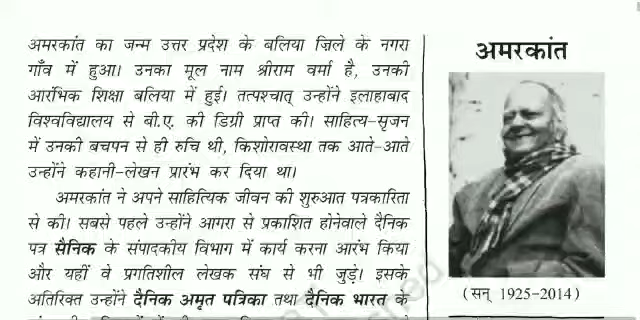 अमरकांत का जन्म उत्तर प्रदेश के बलिया ज़िले के नगरा
गाँव में हुआ। उनका मूल नाम श्रीराम वर्मा है, उनकी
आरंभिक शिक्षा बलिया में हुई। तत्पश्चात् उन्होंने इलाहाबाद
विश्वविद्यालय से बी.ए. की डिग्री प्राप्त की। साहित्य-सृजन
में उनकी बचपन से ही रुचि थी, किशोरावस्था तक आते-आते
उन्होंने कहानी-लेखन प्रारंभ कर दिया था।
अमरकांत ने अपने साहित्यिक जीवन की शुरुआत पत्रकारिता
से की। सबसे पहले उन्होंने आगरा से प्रकाशित होनेवाले दैनिक
पत्र सैनिक के संपादकीय विभाग में कार्य करना आरंभ किया
और यहीं वे प्रगतिशील लेखक संघ से भी जुड़े। इसके
अतिरिक्त उन्होंने दैनिक अमृत पत्रिका तथा दैनिक भारत के
अमरकांत
(सन् 1925-2014)